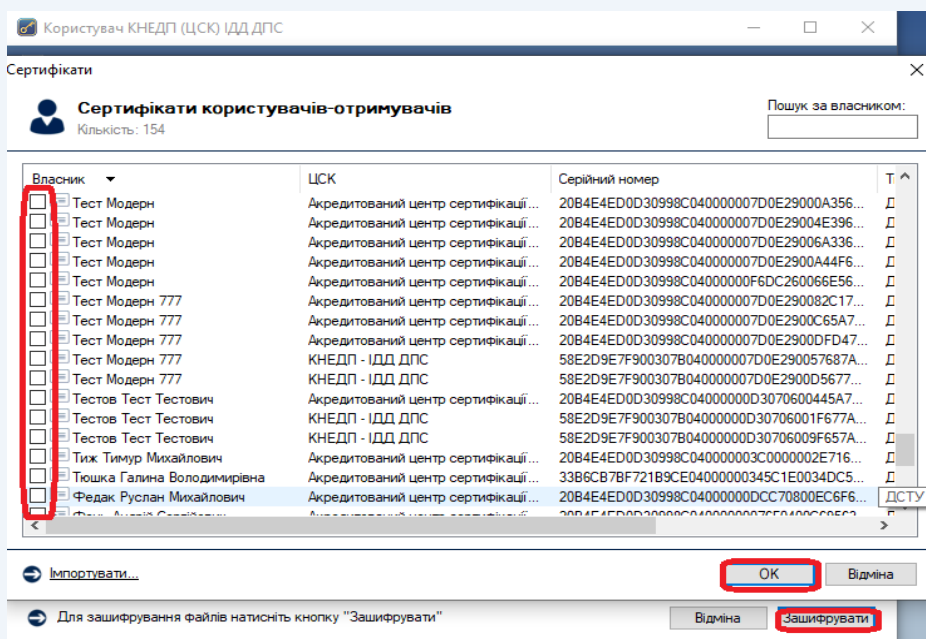 Користувач КНЕДП (ЦСК) ІДД ДПС
Сертифікати
Сертифікати користувачів-отримувачів
Кількість: 154
Пошук за власником:
Власник ЦСК Серійний номер
Тест Модерн Акредитований центр сертифікації... 20B4E4ED0D30998C040000007D0E29000A356... Д
Тест Модерн Акредитований центр сертифікації... 20B4E4ED0D30998C040000007D0E29004E396... Д
Тест Модерн Акредитований центр сертифікації... 20B4E4ED0D30998C040000007D0E29006A336... Д
Тест Модерн Акредитований центр сертифікації... 20B4E4ED0D30998C040000007D0E2900A44F6... Д
Тест Модерн Акредитований центр сертифікації... 20B4E4ED0D30998C04000000F6DC260066E56... Д
Тест Модерн 777 Акредитований центр сертифікації... 20B4E4ED0D30998C040000007D0E290082C17... Д
Тест Модерн 777 Акредитований центр сертифікації... 20B4E4ED0D30998C040000007D0E2900C65A7... Д
Тест Модерн 777 Акредитований центр сертифікації... 20B4E4ED0D30998C040000007D0E2900DFD47... Д
Тест Модерн 777 КНЕДП - ІДД ДПС 58E2D9E7F900307B040000007D0E290057687A... Д
Тест Модерн 777 КНЕДП - ІДД ДПС 58E2D9E7F900307B040000007D0E2900D5677... Д
Тестов Тест Тестович Акредитований центр сертифікації... 20B4E4ED0D30998C04000000D3070600445A7... Д
Тестов Тест Тестович КНЕДП - ІДД ДПС 58E2D9E7F900307B04000000D30706001F677A... Д
Тестов Тест Тестович КНЕДП - ІДД ДПС 58E2D9E7F900307B04000000D30706009F657A... Д
Тиж Тимур Михайлович Акредитований центр сертифікації... 20B4E4ED0D30998C040000003C0000002E716... Д
Тюшка Галина Володимирівна Акредитований центр сертифікації... 33B6CB7BF721B9CE04000000345C1E0034DC5... Д
Федак Руслан Михайлович Акредитований центр сертифікації... 20B4E4ED0D30998C04000000DCC70800EC6F6... ДСТУ
Імпортувати...
OK
Відміна
Для зашифрування файлів натисніть кнопку "Зашифрувати"
Відміна
Зашифрувати